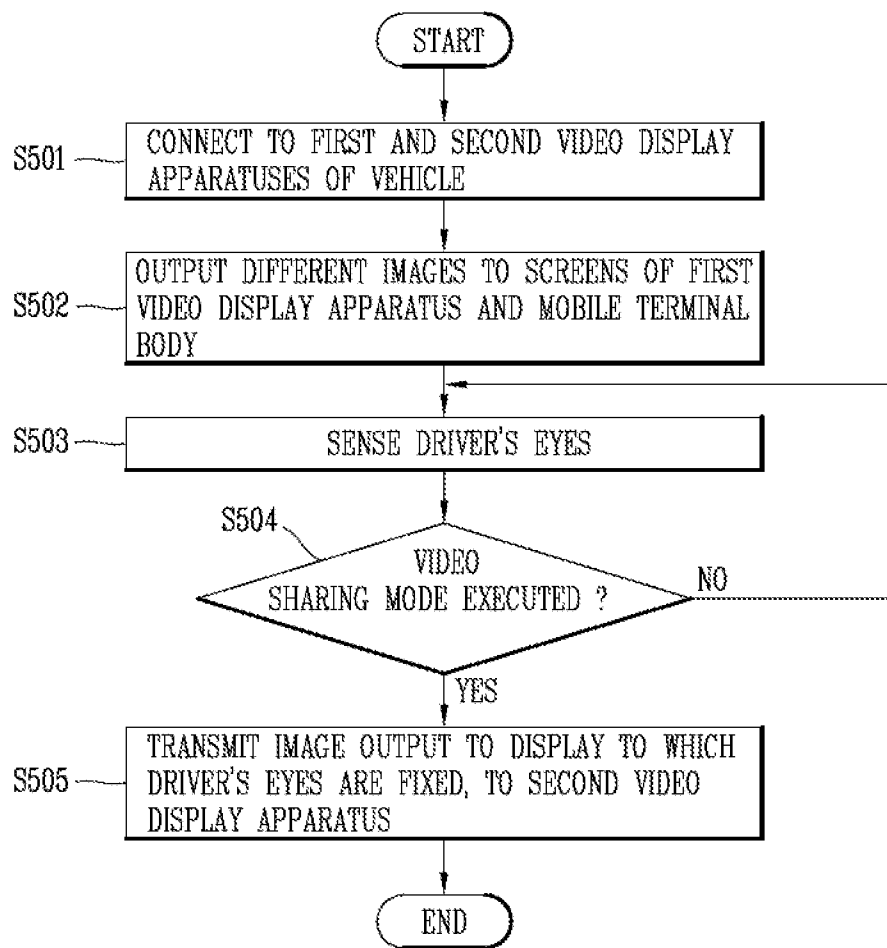 START
S501
CONNECT TO FIRST AND SECOND VIDEO DISPLAY
APPARATUSES OF VEHICLE
S502
OUTPUT DIFFERENT IMAGES TO SCREENS OF FIRST
VIDEO DISPLAY APPARATUS AND MOBILE TERMINAL
BODY
S503
SENSE DRIVER'S EYES
S504
VIDEO
SHARING MODE EXECUTED ?
NO
YES
S505
TRANSMIT IMAGE OUTPUT TO DISPLAY TO WHICH
DRIVER'S EYES ARE FIXED, TO SECOND VIDEO
DISPLAY APPARATUS
END